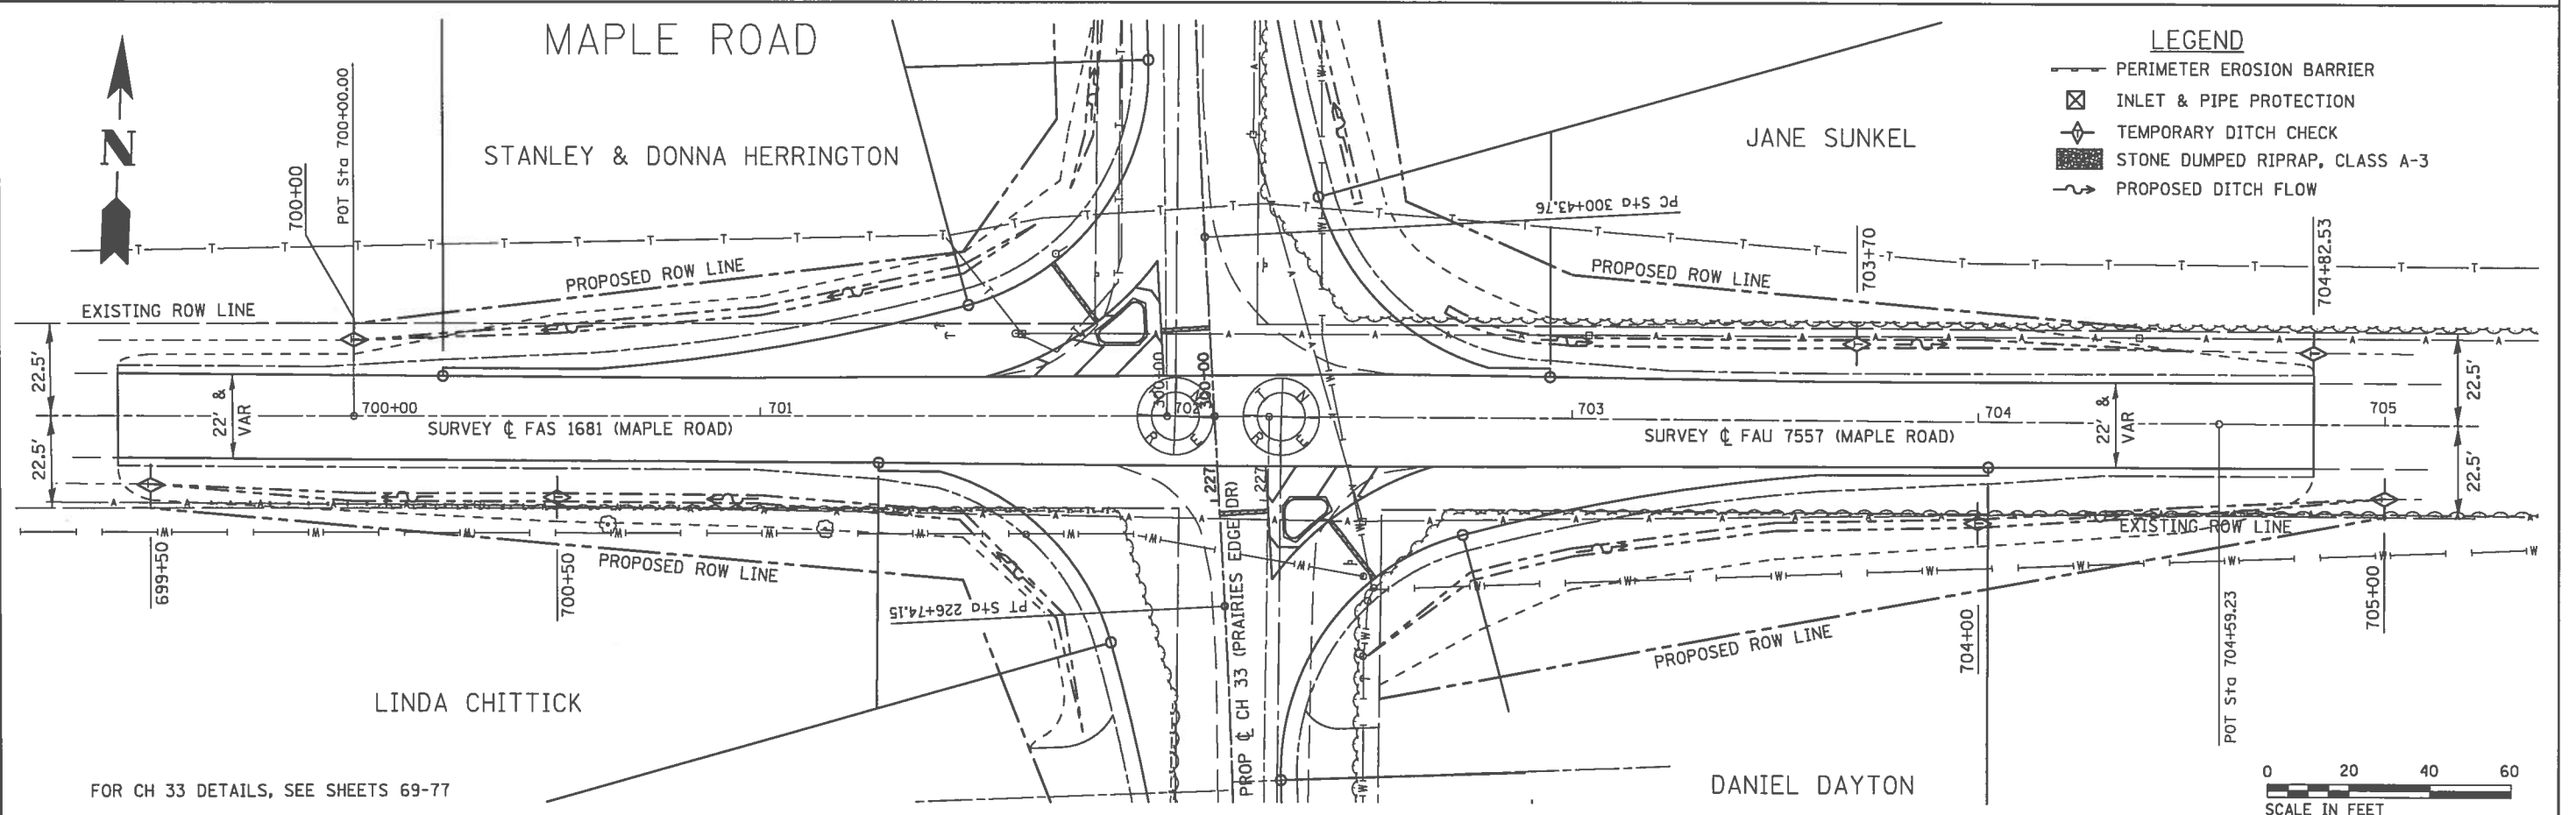 MAPLE ROAD
LEGEND
PERIMETER EROSION BARRIER
INLET & PIPE PROTECTION
TEMPORARY DITCH CHECK
STONE DUMPED RIPRAP, CLASS A-3
PROPOSED DITCH FLOW
N
STANLEY & DONNA HERRINGTON
JANE SUNKEL
700+00
POT Sta 700+00.00
PC Sta 300+43.76
703+70
704+82.53
PROPOSED ROW LINE
PROPOSED ROW LINE
EXISTING ROW LINE
22.5'
22.5'
22' & VAR
700+00
701
702
703
704
705
300+00
300+00
SURVEY ℄ FAS 1681 (MAPLE ROAD)
SURVEY ℄ FAU 7557 (MAPLE ROAD)
22' & VAR
22.5'
22.5'
227
227
EXISTING ROW LINE
PROPOSED ROW LINE
699+50
700+50
PT Sta 226+74.15
PROP ℄ CH 33 (PRAIRIES EDGE DR)
PROPOSED ROW LINE
704+00
POT Sta 704+59.23
705+00
LINDA CHITTICK
DANIEL DAYTON
FOR CH 33 DETAILS, SEE SHEETS 69-77
0 20 40 60
SCALE IN FEET